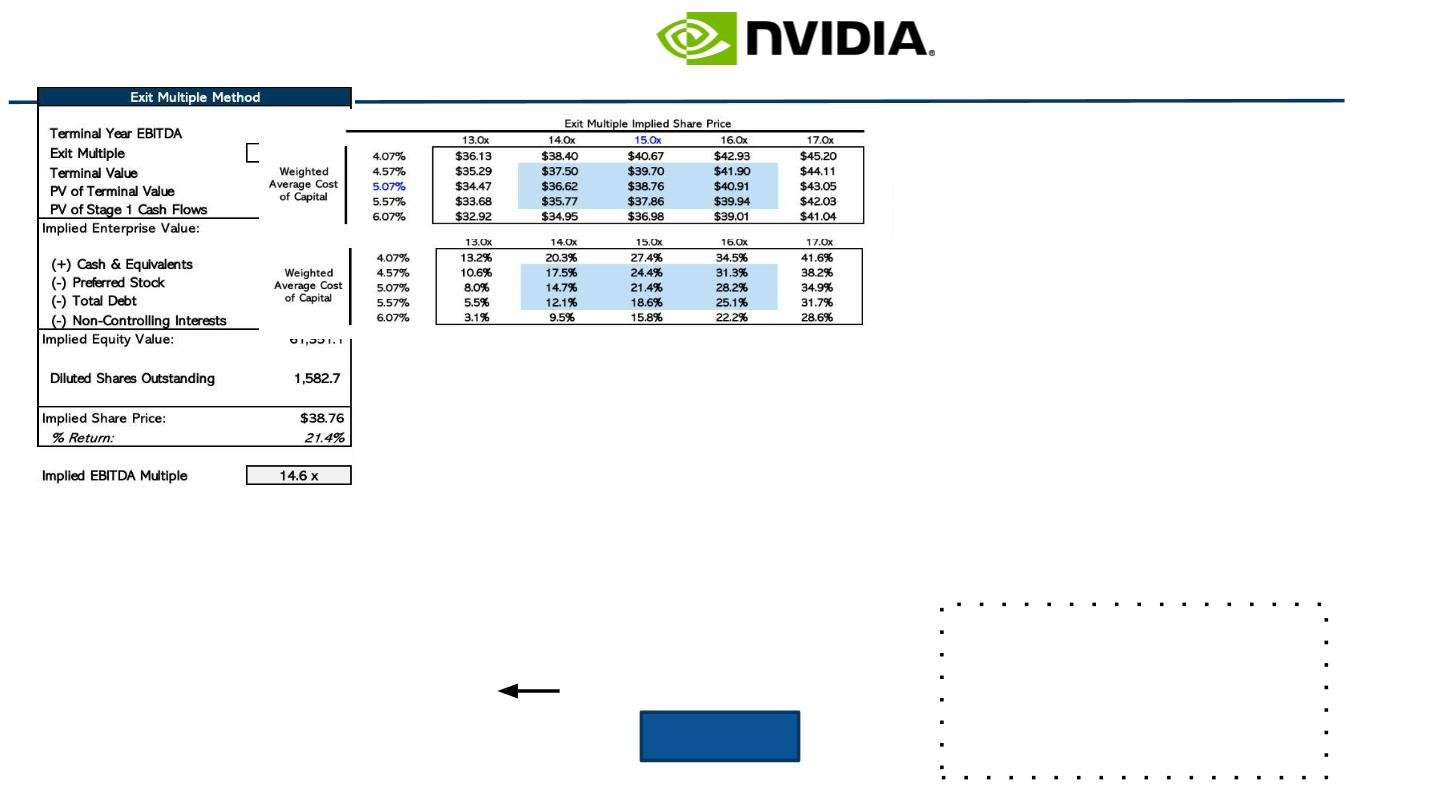 NVIDIA.
Exit Multiple Method
Terminal Year EBITDA
Exit Multiple
Terminal Value
PV of Terminal Value
PV of Stage 1 Cash Flows
Implied Enterprise Value:
(+) Cash & Equivalents
(-) Preferred Stock
(-) Total Debt
(-) Non-Controlling Interests
Implied Equity Value:
Diluted Shares Outstanding 1,582.7
Implied Share Price: $38.76
% Return: 21.4%
Implied EBITDA Multiple 14.6 x
Exit Multiple Implied Share Price
13.0x 14.0x 15.0x 16.0x 17.0x
Weighted
Average Cost
of Capital
4.07% $36.13 $38.40 $40.67 $42.93 $45.20
4.57% $35.29 $37.50 $39.70 $41.90 $44.11
5.07% $34.47 $36.62 $38.76 $40.91 $43.05
5.57% $33.68 $35.77 $37.86 $39.94 $42.03
6.07% $32.92 $34.95 $36.98 $39.01 $41.04
13.0x 14.0x 15.0x 16.0x 17.0x
Weighted
Average Cost
of Capital
4.07% 13.2% 20.3% 27.4% 34.5% 41.6%
4.57% 10.6% 17.5% 24.4% 31.3% 38.2%
5.07% 8.0% 14.7% 21.4% 28.2% 34.9%
5.57% 5.5% 12.1% 18.6% 25.1% 31.7%
6.07% 3.1% 9.5% 15.8% 22.2% 28.6%